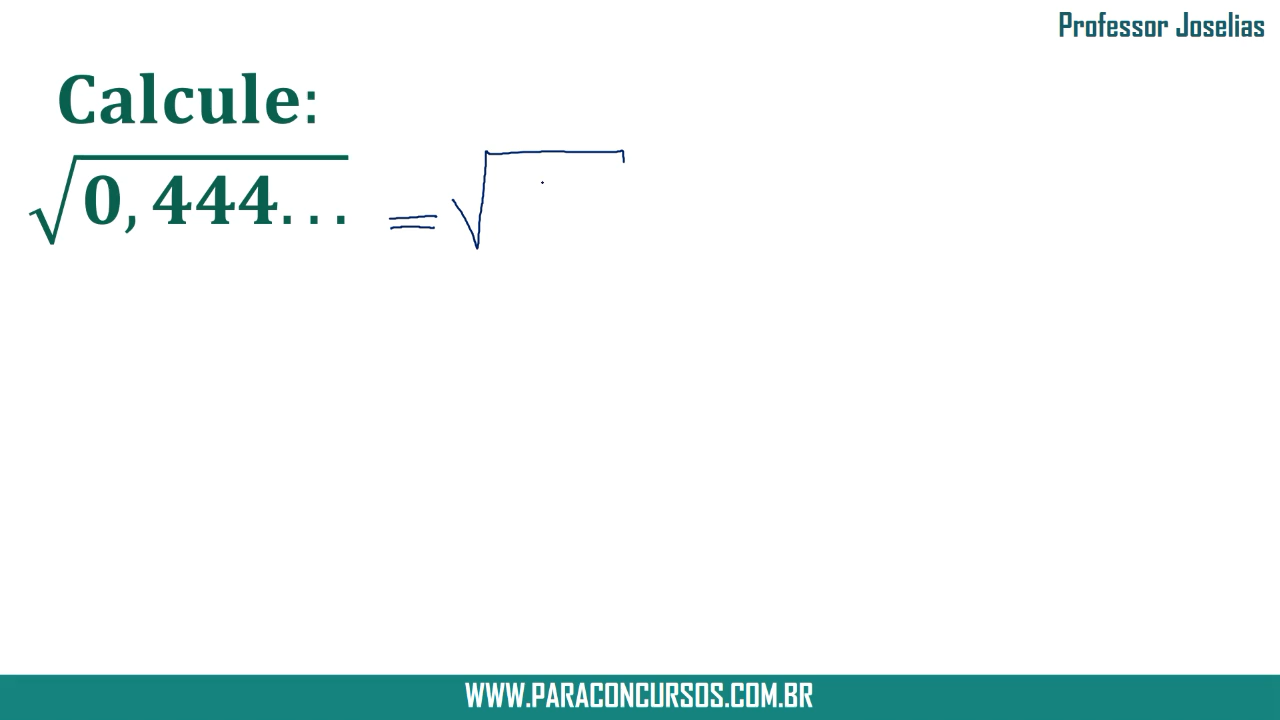 Professor Joselias
Calcule:
√0,444... = √
WWW.PARACONCURSOS.COM.BR